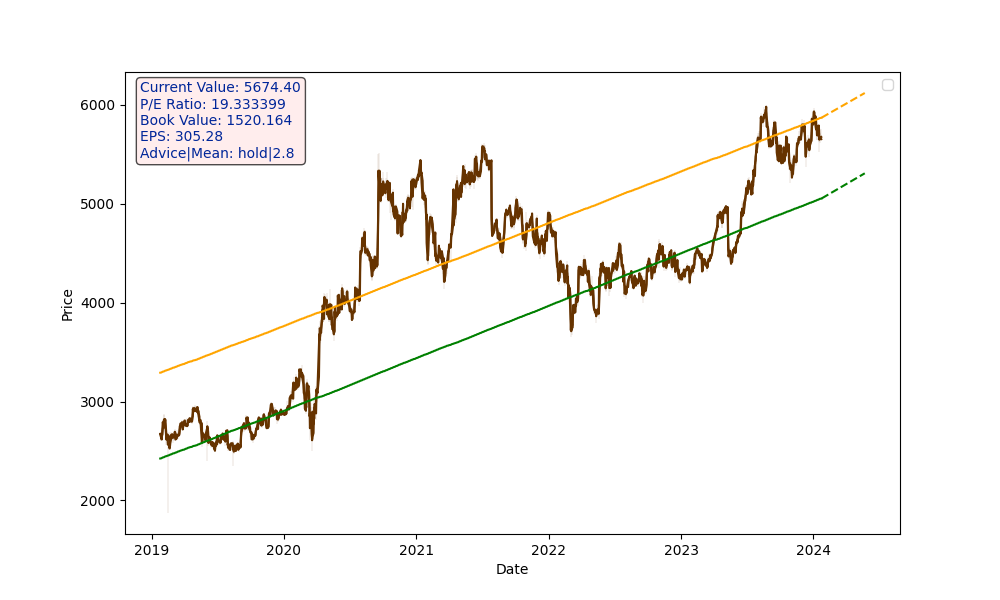 Current Value: 5674.40
P/E Ratio: 19.333399
Book Value: 1520.164
EPS: 305.28
Advice|Mean: hold|2.8
6000
5000
4000
3000
2000
Price
2019 2020 2021 2022 2023 2024
Date